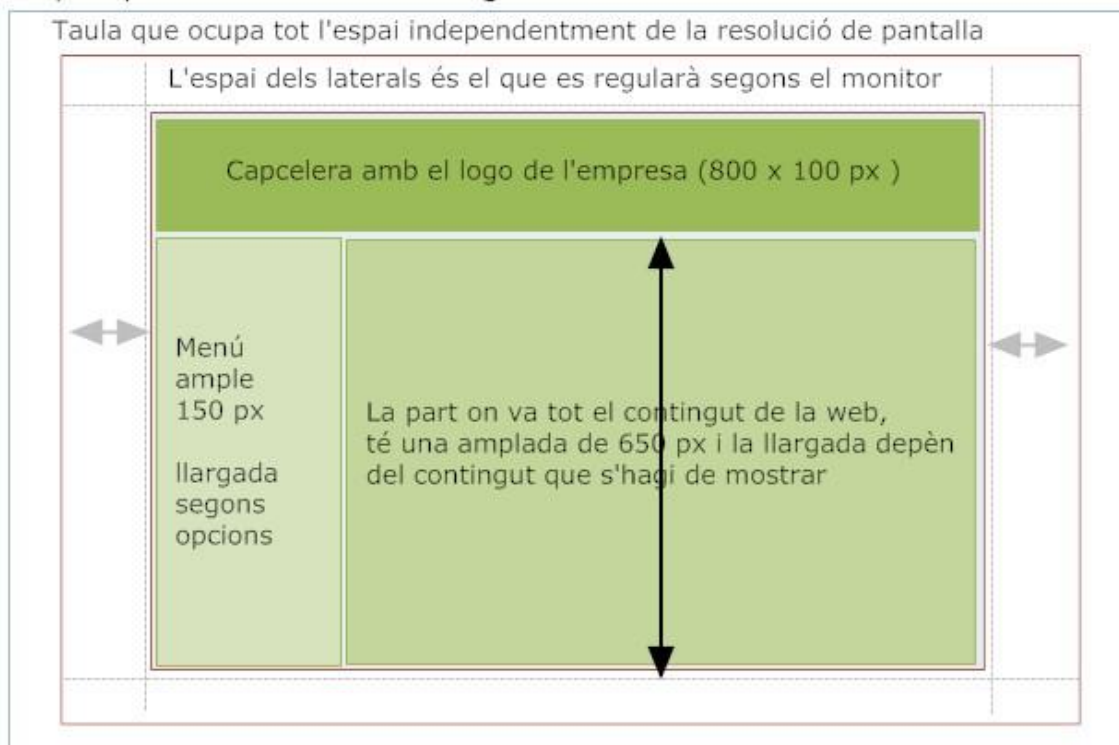 Taula que ocupa tot l'espai independentment de la resolució de pantalla
L'espai dels laterals és el que es regularà segons el monitor
Capcelera amb el logo de l'empresa (800 x 100 px )
Menú
ample
150 px
llargada
segons
opcions
La part on va tot el contingut de la web,
té una amplada de 650 px i la llargada depèn
del contingut que s'hagi de mostrar